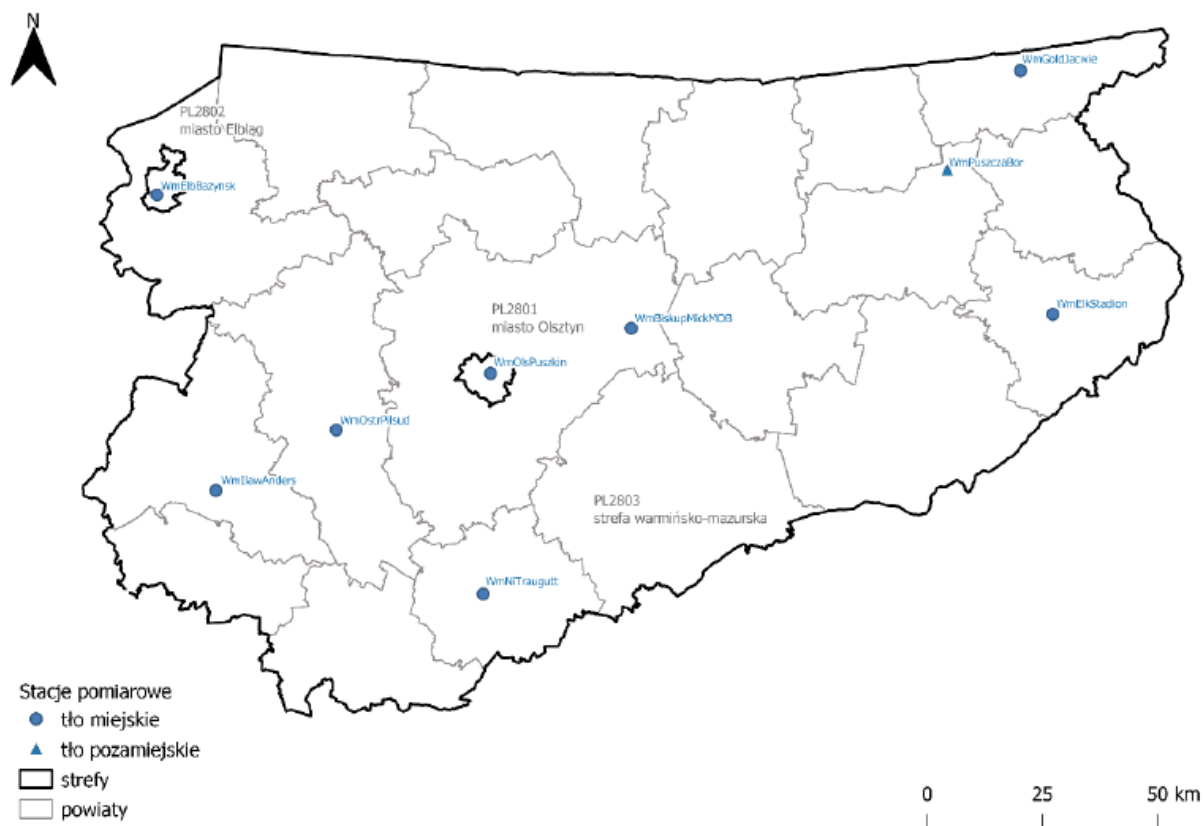 N
WmGoldJacwie
PL2802
miasto Elbląg
WmPuszczaBor
WmElbBazynsk
PL2801
miasto Olsztyn
WmElkStadion
WmBiskupMickMOB
WmOlsPuszkin
WmOstrPilsud
WmIlawAnders
PL2803
strefa warmińsko-mazurska
WmNiTraugutt
Stacje pomiarowe
tło miejskie
tło pozamiejskie
strefy
powiaty
0 25 50 km